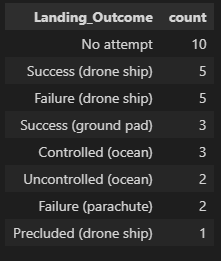 Landing_Outcome count
No attempt 10
Success (drone ship) 5
Failure (drone ship) 5
Success (ground pad) 3
Controlled (ocean) 3
Uncontrolled (ocean) 2
Failure (parachute) 2
Precluded (drone ship) 1